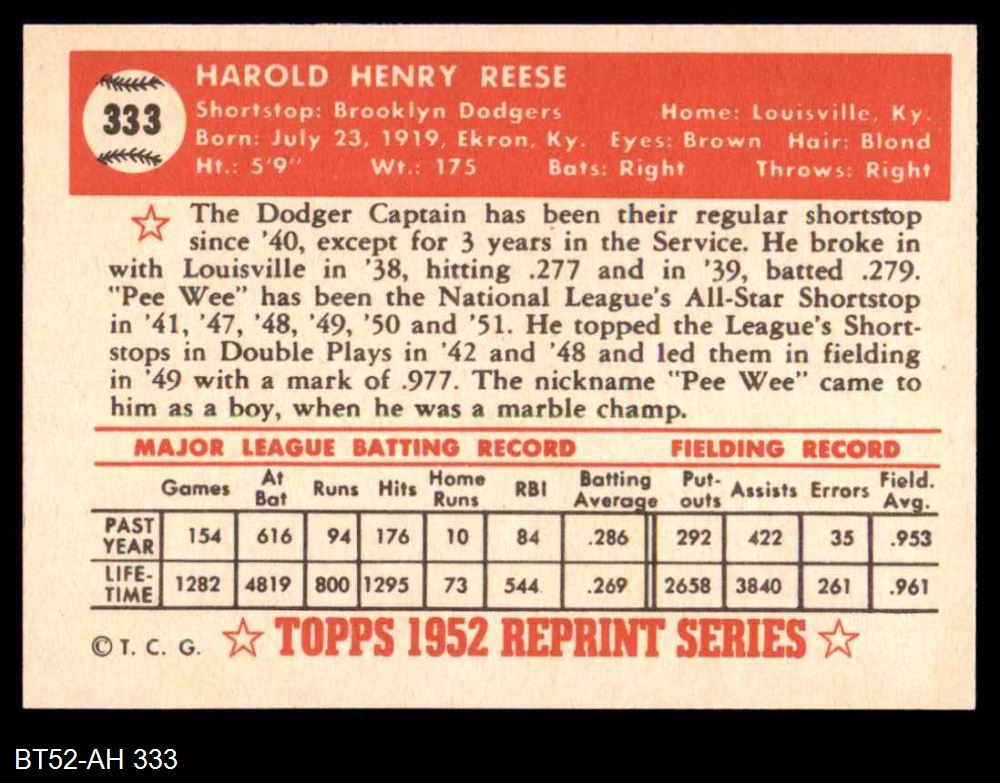 333
HAROLD HENRY REESE
Shortstop: Brooklyn Dodgers Home: Louisville, Ky.
Born: July 23, 1919, Ekron, Ky. Eyes: Brown Hair: Blond
Ht.: 5'9" Wt.: 175 Bats: Right Throws: Right
The Dodger Captain has been their regular shortstop
since '40, except for 3 years in the Service. He broke in
with Louisville in '38, hitting .277 and in '39, batted .279.
"Pee Wee" has been the National League's All-Star Shortstop
in '41, '47, '48, '49, '50 and '51. He topped the League's Short-
stops in Double Plays in '42 and '48 and led them in fielding
in '49 with a mark of .977. The nickname "Pee Wee" came to
him as a boy, when he was a marble champ.
MAJOR LEAGUE BATTING RECORD FIELDING RECORD
Games At Bat Runs Hits Home Runs RBI Batting Average Put-outs Assists Errors Field. Avg.
PAST YEAR 154 616 94 176 10 84 .286 292 422 35 .953
LIFE-TIME 1282 4819 800 1295 73 544 .269 2658 3840 261 .961
© T. C. G. ☆ TOPPS 1952 REPRINT SERIES ☆
BT52-AH 333